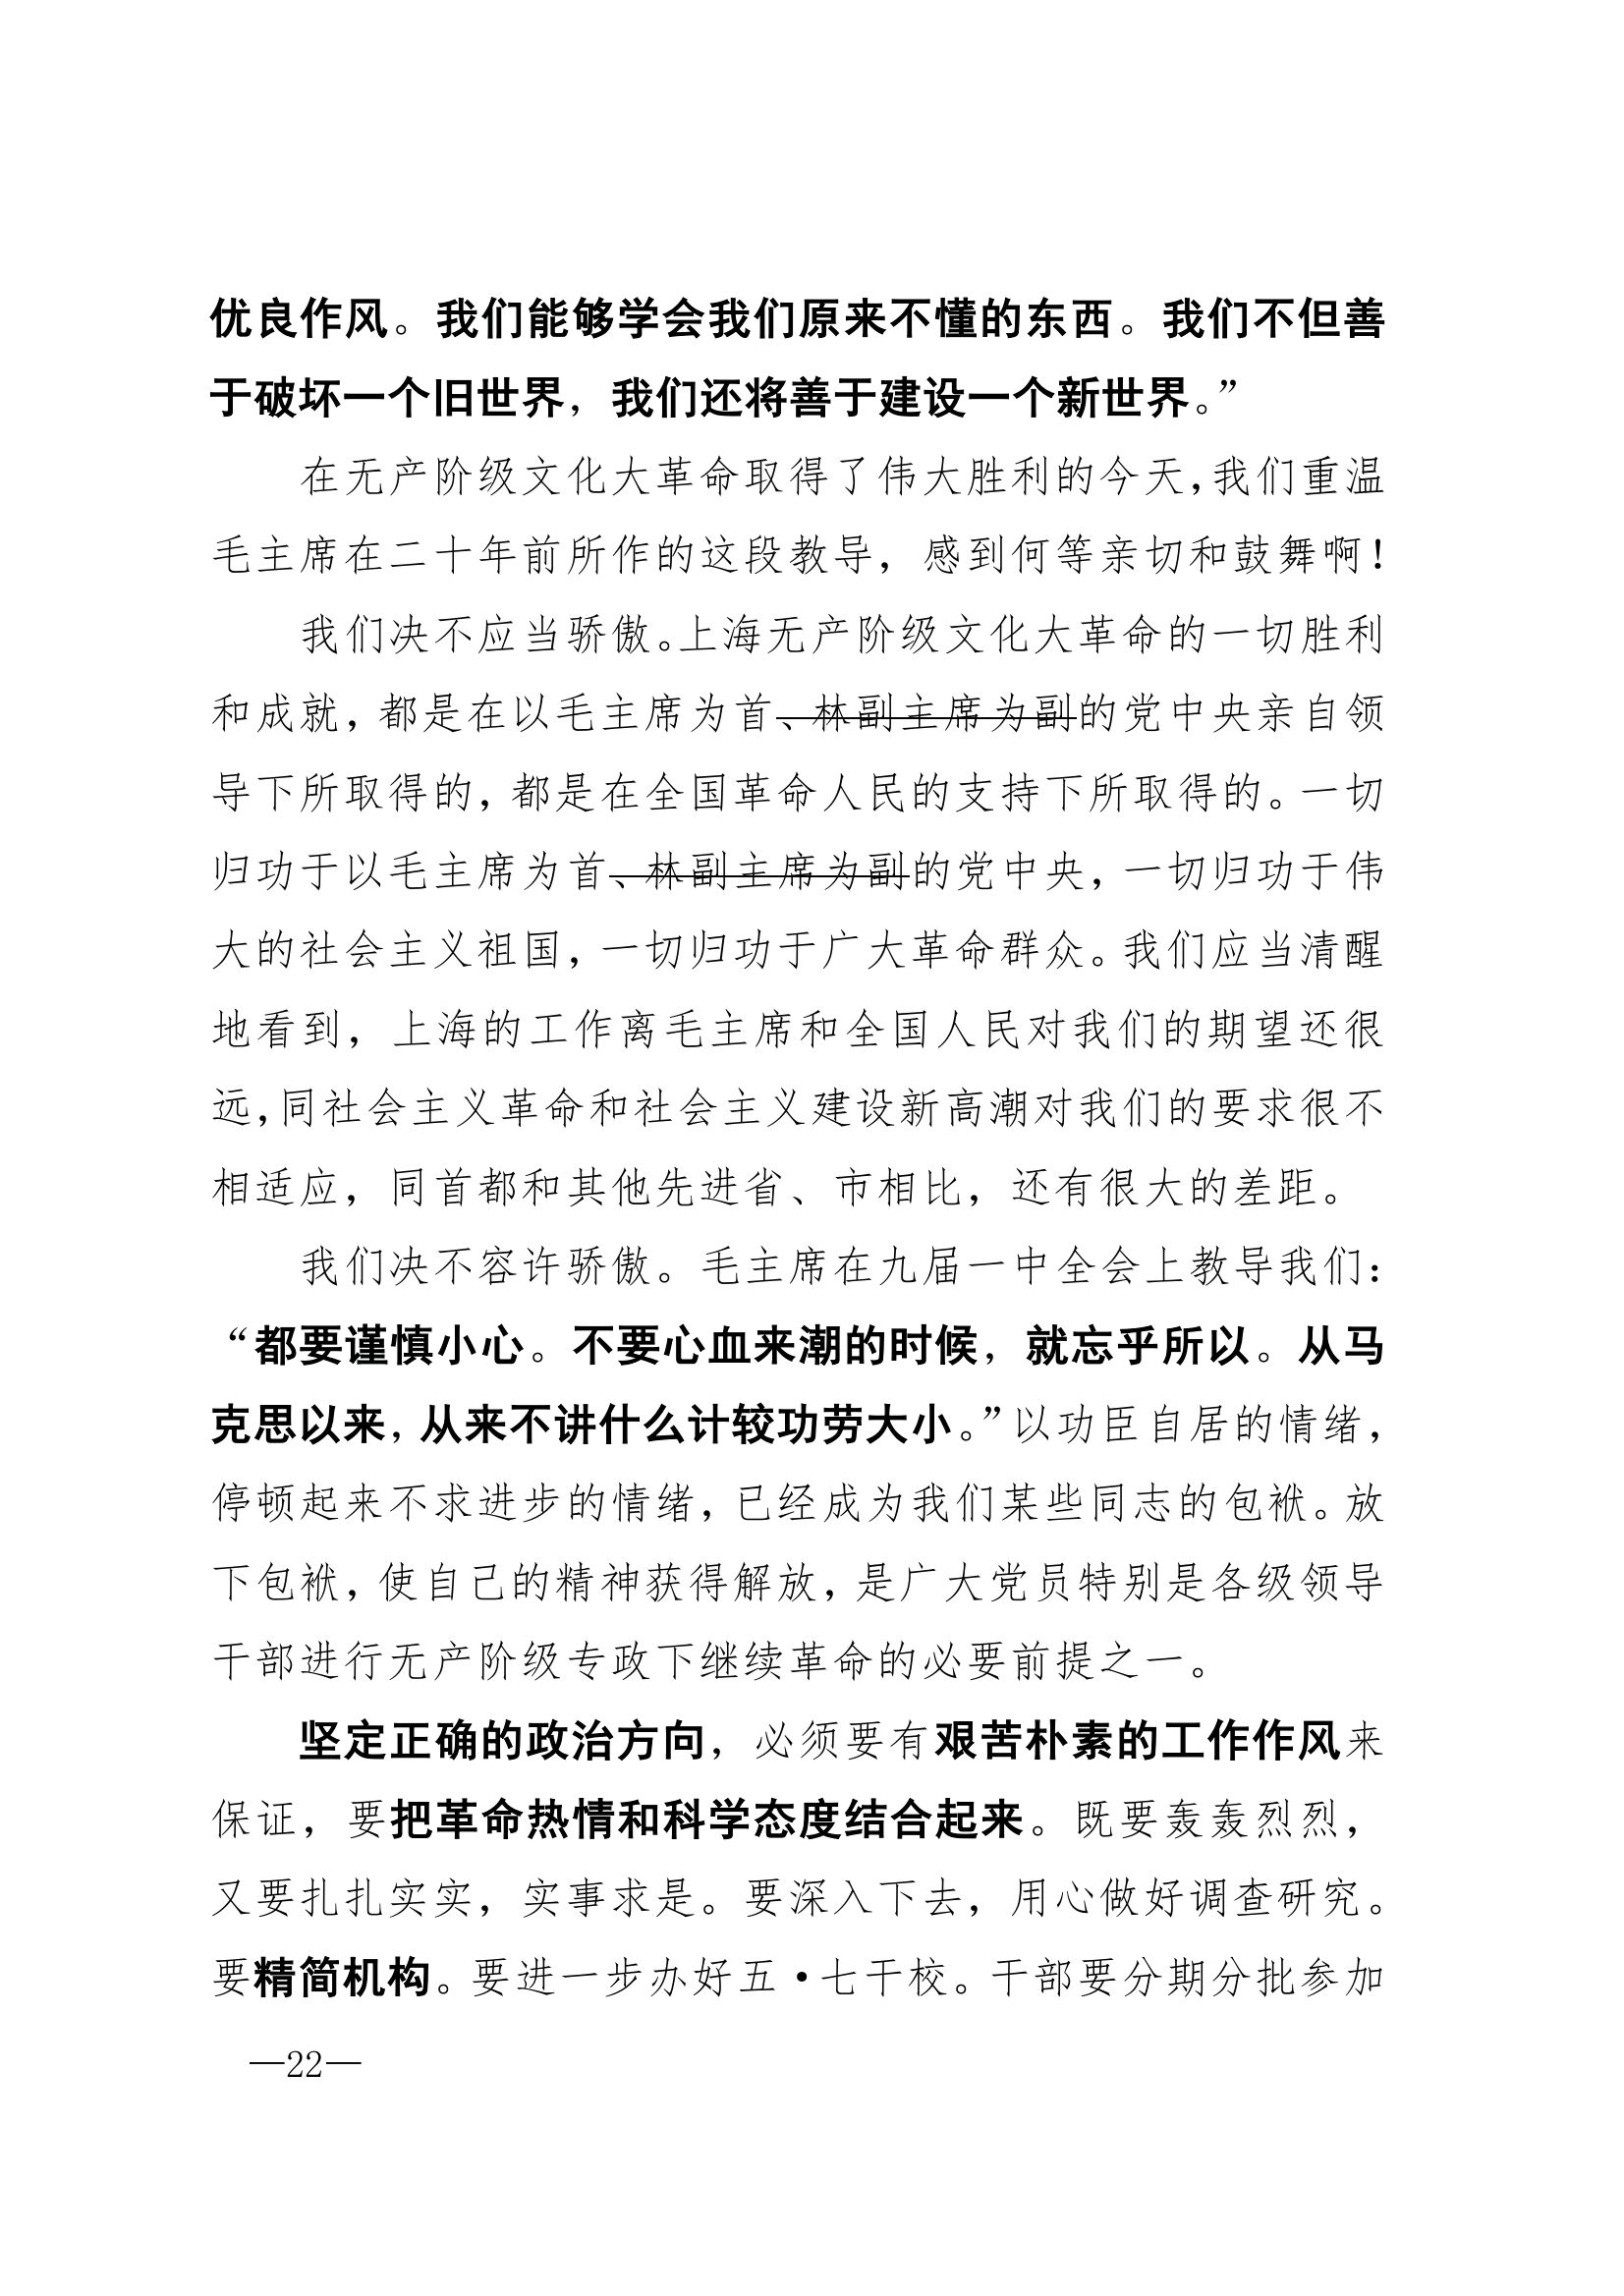 优良作风。我们能够学会我们原来不懂的东西。我们不但善
于破坏一个旧世界，我们还将善于建设一个新世界。”
在无产阶级文化大革命取得了伟大胜利的今天，我们重温
毛主席在二十年前所作的这段教导，感到何等亲切和鼓舞啊！
我们决不应当骄傲。上海无产阶级文化大革命的一切胜利
和成就，都是在以毛主席为首、林副主席为副的党中央亲自领
导下所取得的，都是在全国革命人民的支持下所取得的。一切
归功于以毛主席为首、林副主席为副的党中央，一切归功于伟
大的社会主义祖国，一切归功于广大革命群众。我们应当清醒
地看到，上海的工作离毛主席和全国人民对我们的期望还很
远，同社会主义革命和社会主义建设新高潮对我们的要求很不
相适应，同首都和其他先进省、市相比，还有很大的差距。
我们决不容许骄傲。毛主席在九届一中全会上教导我们：
“都要谨慎小心。不要心血来潮的时候，就忘乎所以。从马
克思以来，从来不讲什么计较功劳大小。”以功臣自居的情绪，
停顿起来不求进步的情绪，已经成为我们某些同志的包袱。放
下包袱，使自己的精神获得解放，是广大党员特别是各级领导
干部进行无产阶级专政下继续革命的必要前提之一。
坚定正确的政治方向，必须要有艰苦朴素的工作作风来
保证，要把革命热情和科学态度结合起来。既要轰轰烈烈，
又要扎扎实实，实事求是。要深入下去，用心做好调查研究。
要精简机构。要进一步办好五·七干校。干部要分期分批参加
—22—